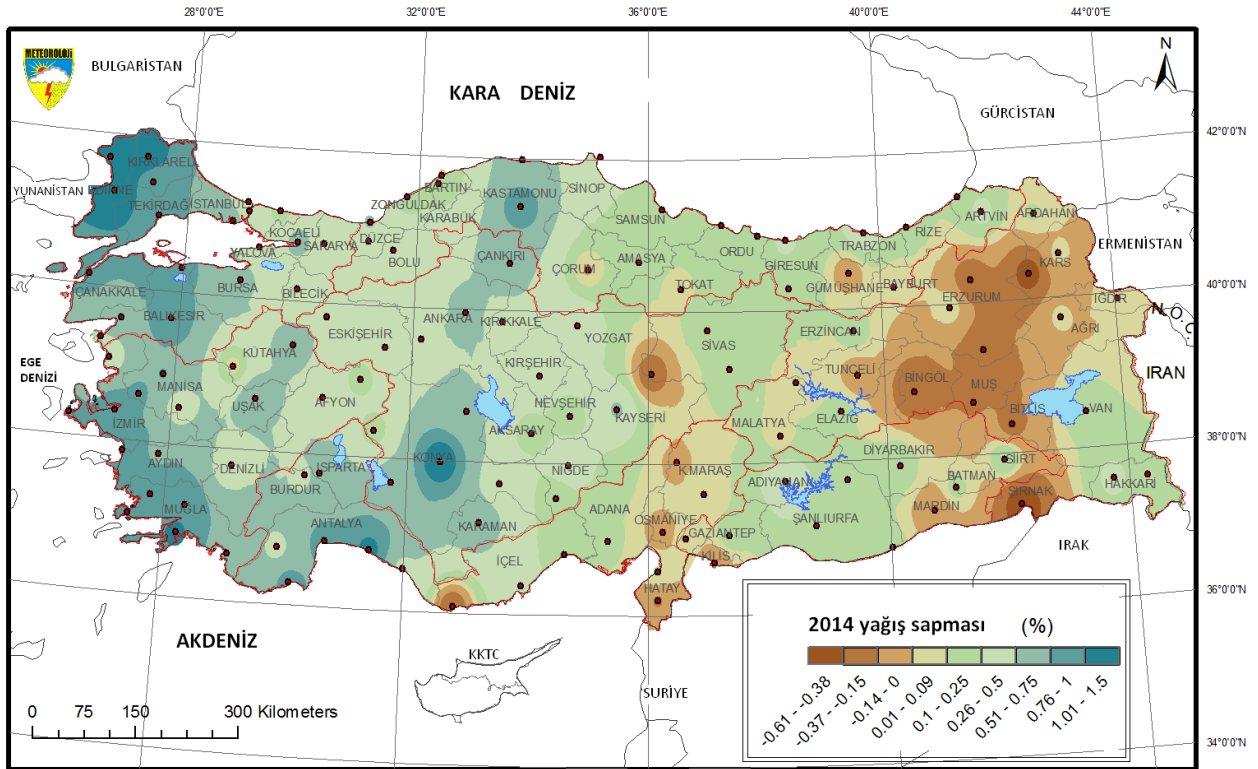 28°0'0"E 32°0'0"E 36°0'0"E 40°0'0"E 44°0'0"E
METEOROLOJİ
BULGARİSTAN
N
KARA DENİZ
GÜRCİSTAN
42°0'0"N
KIRKLARELİ
YUNANİSTAN EDİRNE
TEKİRDAĞ İSTANBUL
BARTIN KASTAMONU SİNOP
ZONGULDAK
KARABÜK
SAMSUN
ARTVİN ARDAHAN
RİZE
KOCAELİ
YALOVA SAKARYA DÜZCE
BOLU
ÇANKIRI
ÇORUM AMASYA
ORDU
GİRESUN
TRABZON
ERMENİSTAN
KARS
ÇANAKKALE
BURSA BİLECİK
TOKAT
GÜMÜŞHANE BAYBURT
ERZURUM
IĞDIR
40°0'0"N
BALIKESİR
ANKARA KIRIKKALE
N.Ö.C.
ESKİŞEHİR
YOZGAT
SİVAS
ERZİNCAN
AĞRI
EGE
DENİZİ
KÜTAHYA
KIRŞEHİR
TUNCELİ
BİNGÖL
MUŞ
IRAN
MANİSA
UŞAK AFYON
NEVŞEHİR
KAYSERİ
BİTLİS
VAN
İZMİR
AKSARAY
MALATYA
ELAZIĞ
38°0'0"N
DİYARBAKIR
AYDIN
DENİZLİ
ISPARTA
KONYA
NİĞDE
K.MARAŞ
ADIYAMAN
BATMAN
SİİRT
HAKKARİ
BURDUR
ŞIRNAK
MUĞLA
ANTALYA
KARAMAN
ADANA
OSMANİYE
GAZİANTEP
ŞANLIURFA
MARDİN
İÇEL
KİLİS
IRAK
HATAY
36°0'0"N
AKDENİZ
KKTC
SURİYE
2014 yağış sapması (%)
-0.61 - -0.38
-0.37 - -0.15
-0.14 - 0
0.01 - 0.09
0.1 - 0.25
0.26 - 0.5
0.51 - 0.75
0.76 - 1
1.01 - 1.5
0 75 150 300 Kilometers
34°0'0"N